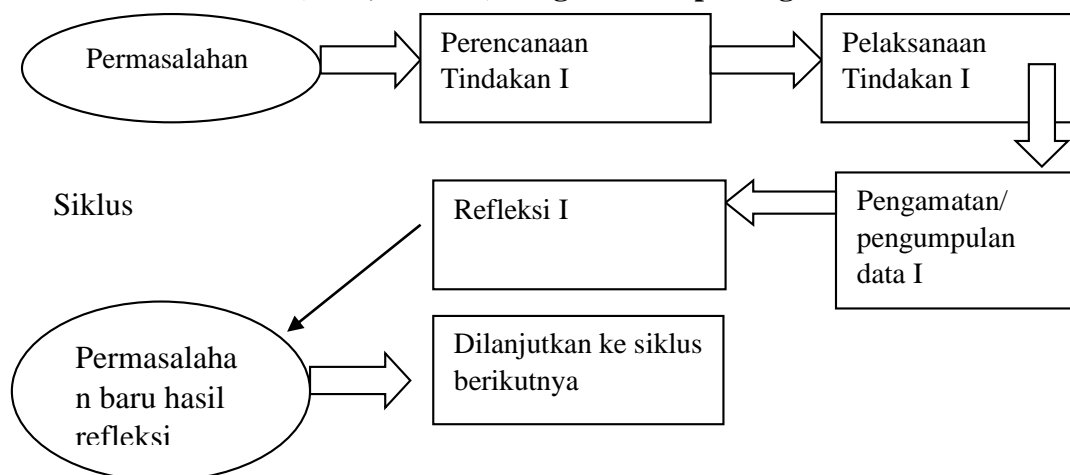 Permasalahan
Perencanaan
Tindakan I
Pelaksanaan
Tindakan I
Siklus
Refleksi I
Pengamatan/
pengumpulan
data I
Permasalaha
n baru hasil
refleksi
Dilanjutkan ke siklus
berikutnya